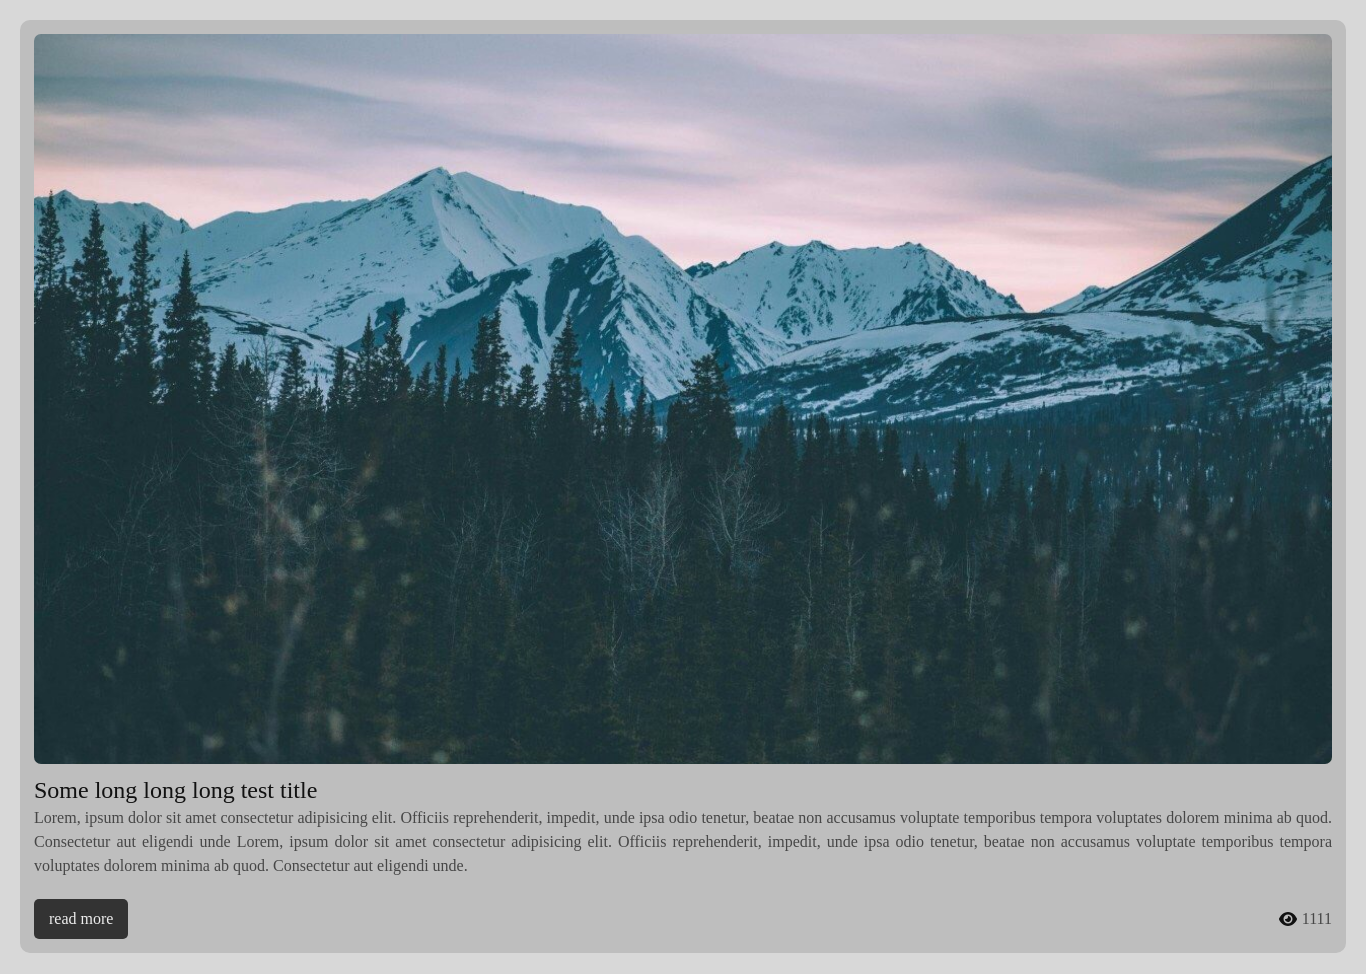 Some long long long test title
Lorem, ipsum dolor sit amet consectetur adipisicing elit. Officiis reprehenderit, impedit, unde ipsa odio tenetur, beatae non accusamus voluptate temporibus tempora voluptates dolorem minima ab quod.
Consectetur aut eligendi unde Lorem, ipsum dolor sit amet consectetur adipisicing elit. Officiis reprehenderit, impedit, unde ipsa odio tenetur, beatae non accusamus voluptate temporibus tempora
voluptates dolorem minima ab quod. Consectetur aut eligendi unde.
read more
1111